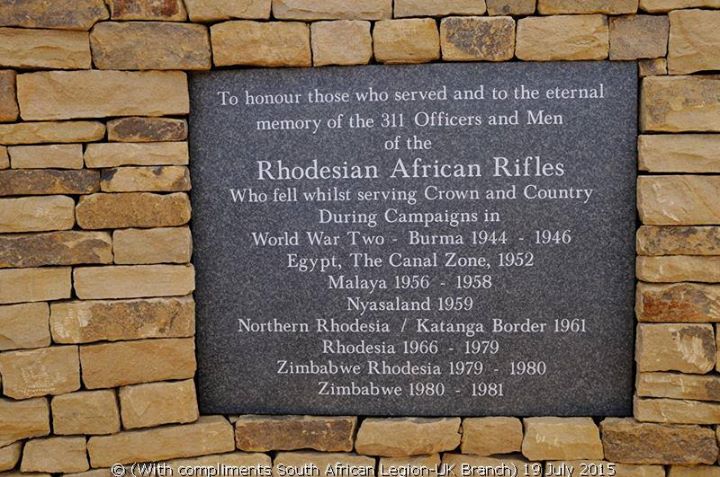 To honour those who served and to the eternal
memory of the 311 Officers and Men
of the
Rhodesian African Rifles
Who fell whilst serving Crown and Country
During Campaigns in
World War Two - Burma 1944 - 1946
Egypt, The Canal Zone, 1952
Malaya 1956 - 1958
Nyasaland 1959
Northern Rhodesia / Katanga Border 1961
Rhodesia 1966 - 1979
Zimbabwe Rhodesia 1979 - 1980
Zimbabwe 1980 - 1981
© (With compliments South African Legion-UK Branch) 19 July 2015